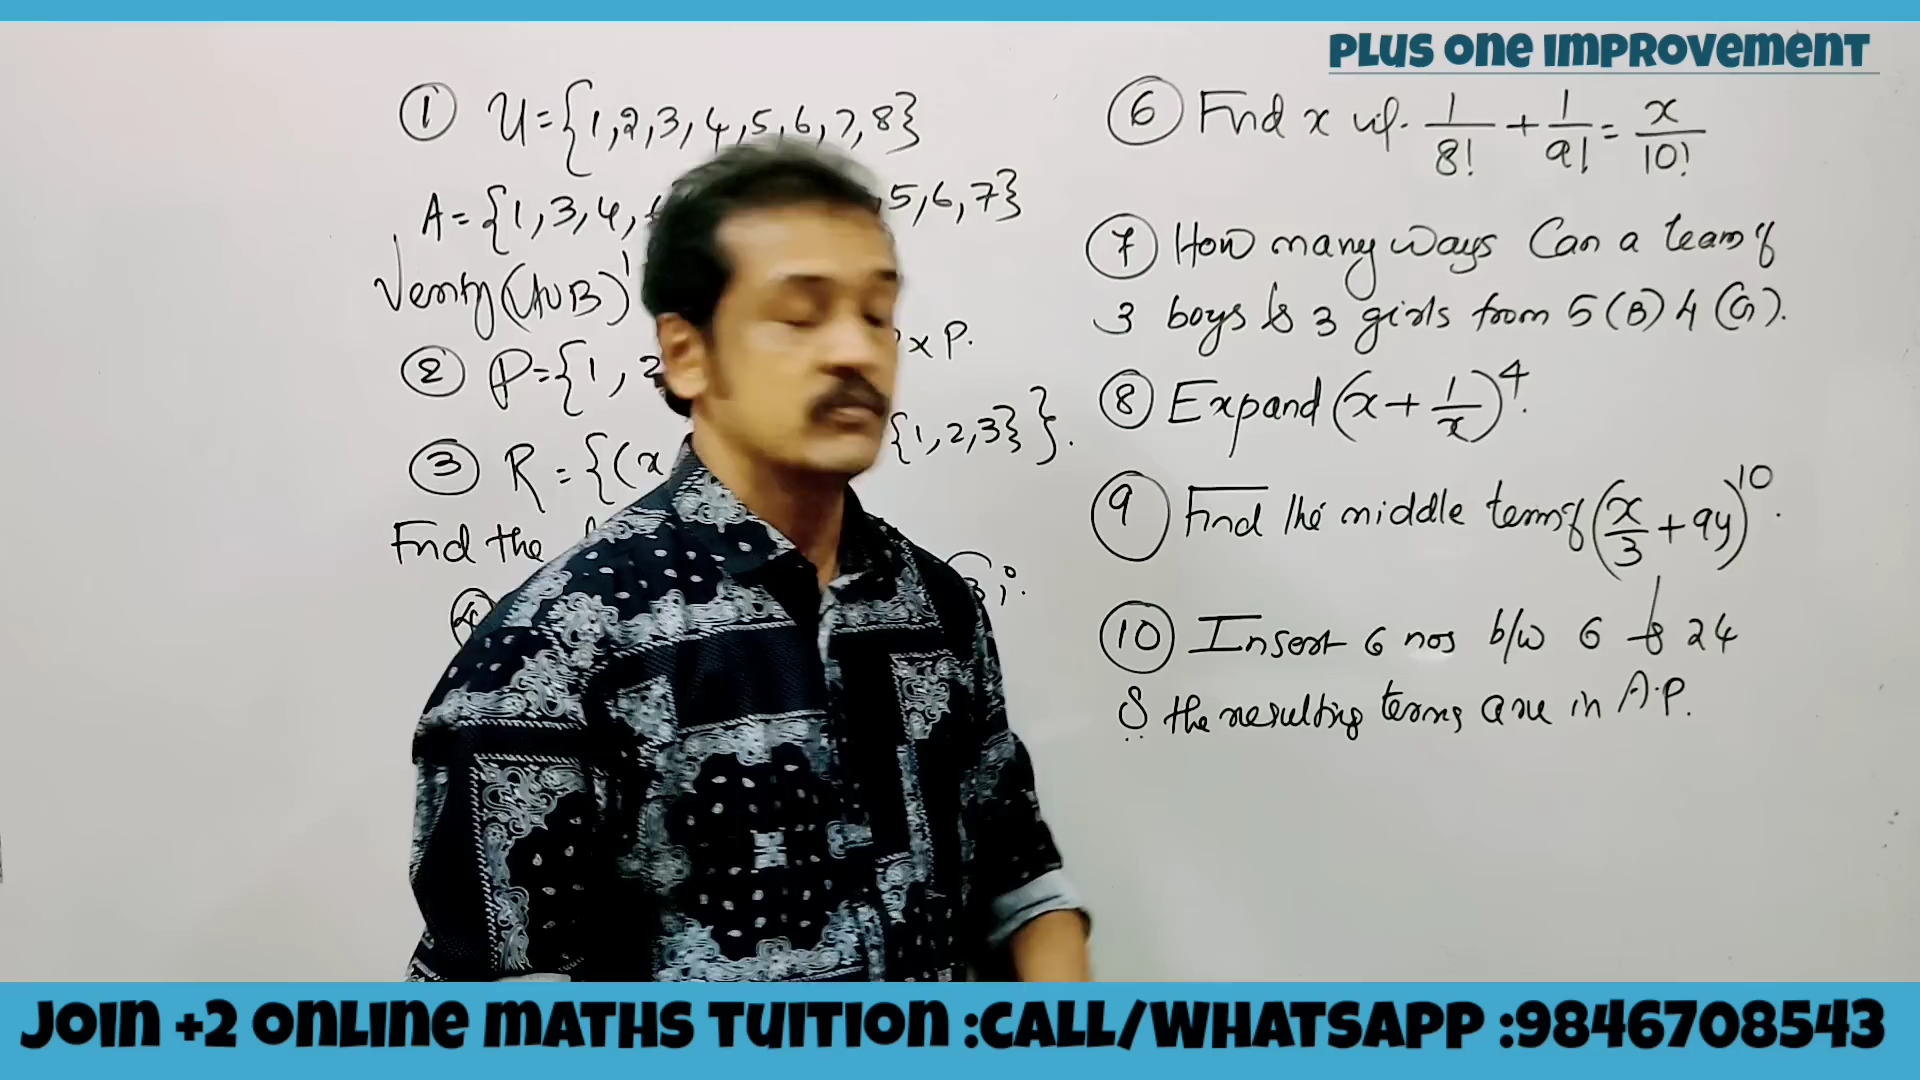 PLUS ONE IMPROVEMENT
① U={1,2,3,4,5,6,7,8}
A={1,3,4, 5,6,7}
Verify (A∪B)'
② P={1, 2 × P.
③ R={(x {1,2,3}}.
Find the
⑥ Find x if. 1/8! + 1/9! = x/10!
⑦ How many ways Can a team of
3 boys & 3 girls from 5(B) 4(G).
⑧ Expand (x + 1/x)^4.
⑨ Find the middle term of (x/3 + 9y)^10.
⑩ Insert 6 nos b/w 6 & 24
S the resulting terms are in A.P.
JOIN +2 ONLINE MATHS TUITION :CALL/WHATSAPP :9846708543